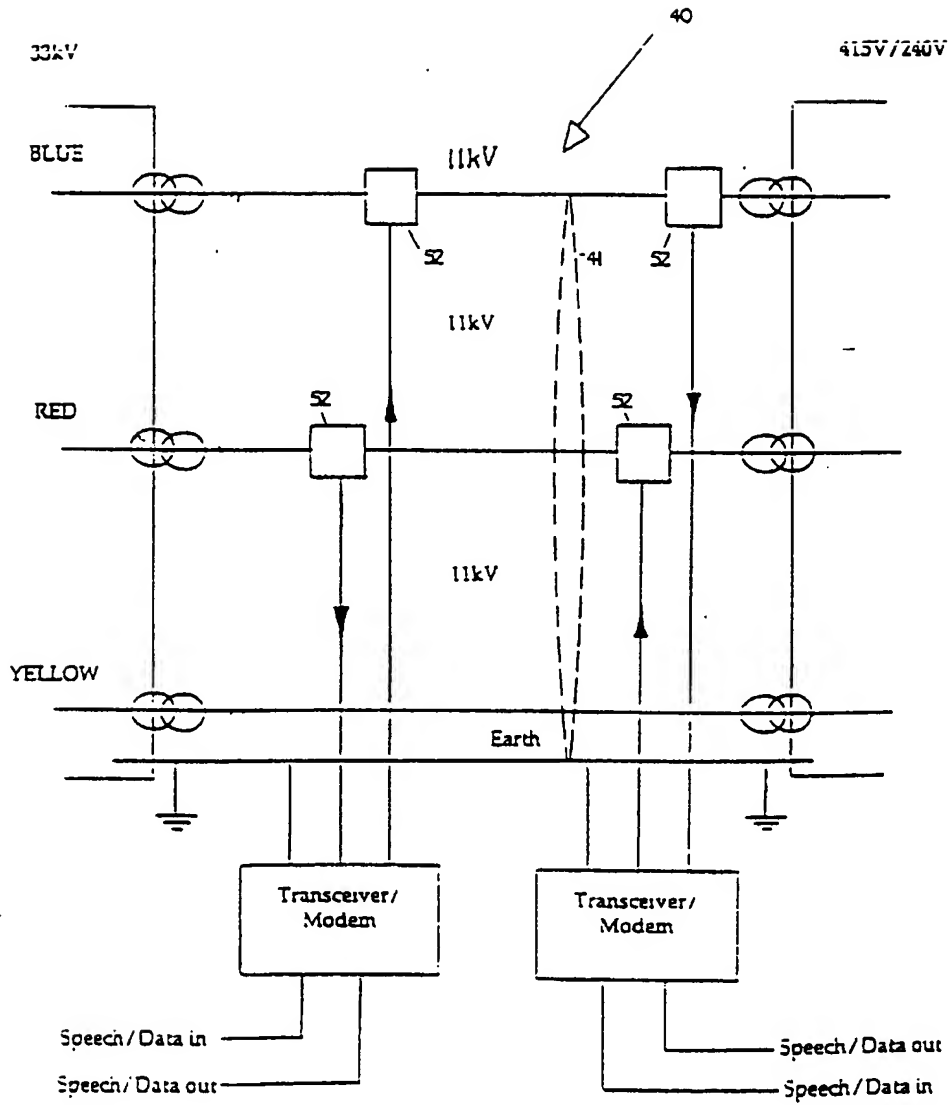 40
33kV
415V/240V
BLUE
11kV
52
41
52
11kV
RED
52
52
11kV
YELLOW
Earth
Transceiver/
Modem
Transceiver/
Modem
Speech/Data in
Speech/Data out
Speech/Data out
Speech/Data in